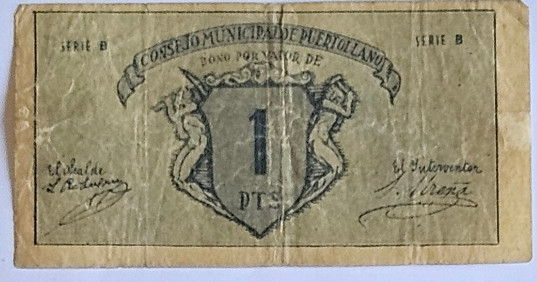 CONSEJO MUNICIPAL DE PUERTOLLANO
SERIE B
SERIE B
BONO POR VALOR DE
1
PTS
El Alcalde
El Interventor